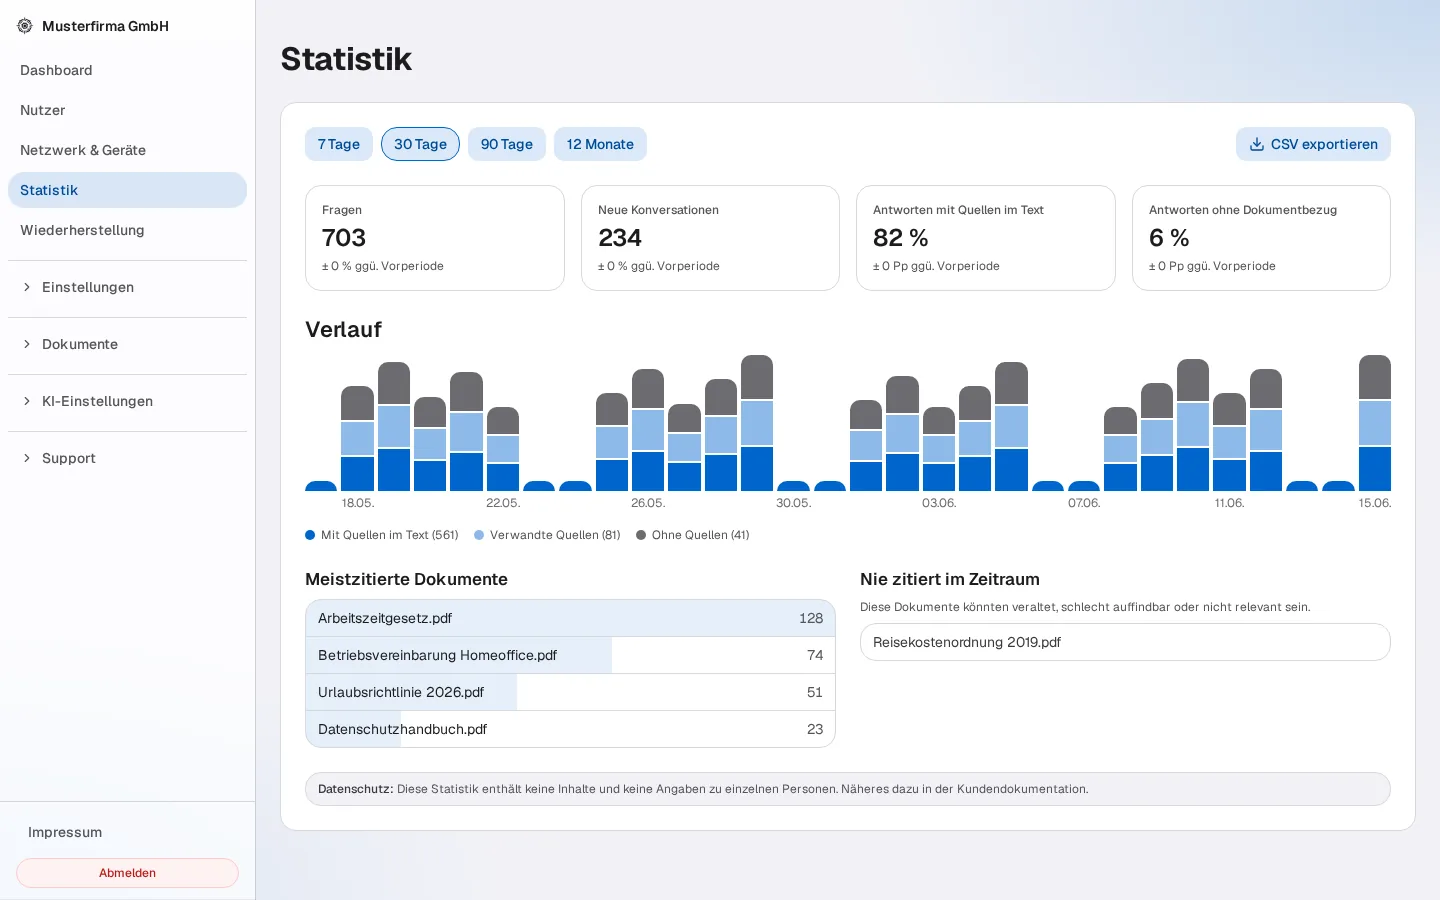 Musterfirma GmbH
Dashboard
Nutzer
Netzwerk & Geräte
Statistik
Wiederherstellung
Einstellungen
Dokumente
KI-Einstellungen
Support
Impressum
Abmelden
Statistik
7 Tage 30 Tage 90 Tage 12 Monate CSV exportieren
Fragen
703
± 0 % ggü. Vorperiode
Neue Konversationen
234
± 0 % ggü. Vorperiode
Antworten mit Quellen im Text
82 %
± 0 Pp ggü. Vorperiode
Antworten ohne Dokumentbezug
6 %
± 0 Pp ggü. Vorperiode
Verlauf
18.05. 22.05. 26.05. 30.05. 03.06. 07.06. 11.06. 15.06.
Mit Quellen im Text (561) Verwandte Quellen (81) Ohne Quellen (41)
Meistzitierte Dokumente
Arbeitszeitgesetz.pdf 128
Betriebsvereinbarung Homeoffice.pdf 74
Urlaubsrichtlinie 2026.pdf 51
Datenschutzhandbuch.pdf 23
Nie zitiert im Zeitraum
Diese Dokumente könnten veraltet, schlecht auffindbar oder nicht relevant sein.
Reisekostenordnung 2019.pdf
Datenschutz: Diese Statistik enthält keine Inhalte und keine Angaben zu einzelnen Personen. Näheres dazu in der Kundendokumentation.